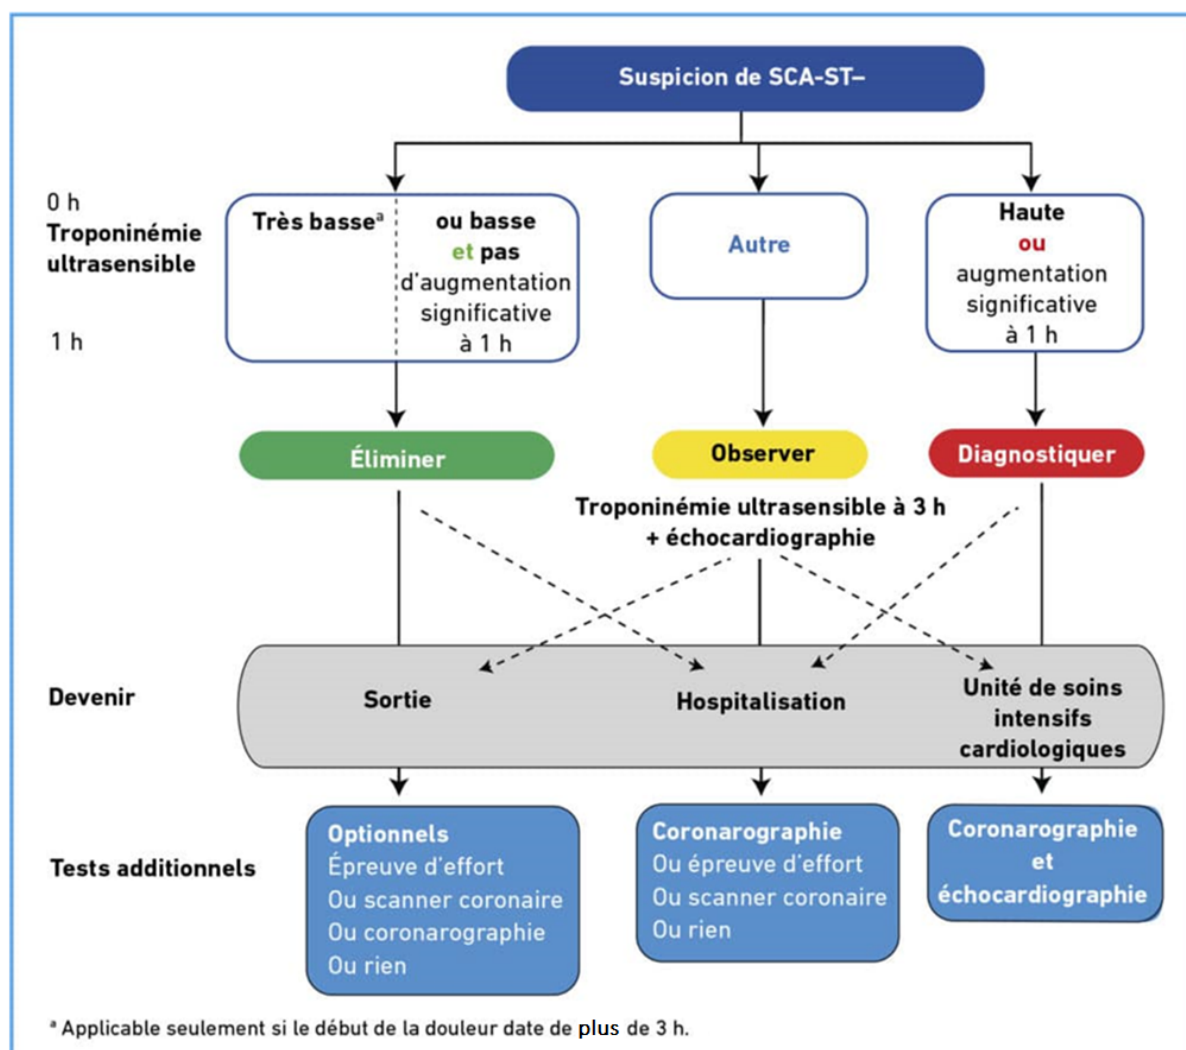 Suspicion de SCA-ST–
0 h
Troponinémie
ultrasensible
1 h
Très basseᵃ
ou basse
et pas
d'augmentation
significative
à 1 h
Autre
Haute
ou
augmentation
significative
à 1 h
Éliminer
Observer
Diagnostiquer
Troponinémie ultrasensible à 3 h
+ échocardiographie
Devenir
Sortie
Hospitalisation
Unité de soins
intensifs
cardiologiques
Tests additionnels
Optionnels
Épreuve d'effort
Ou scanner coronaire
Ou coronarographie
Ou rien
Coronarographie
Ou épreuve d'effort
Ou scanner coronaire
Ou rien
Coronarographie
et
échocardiographie
ᵃ Applicable seulement si le début de la douleur date de plus de 3 h.